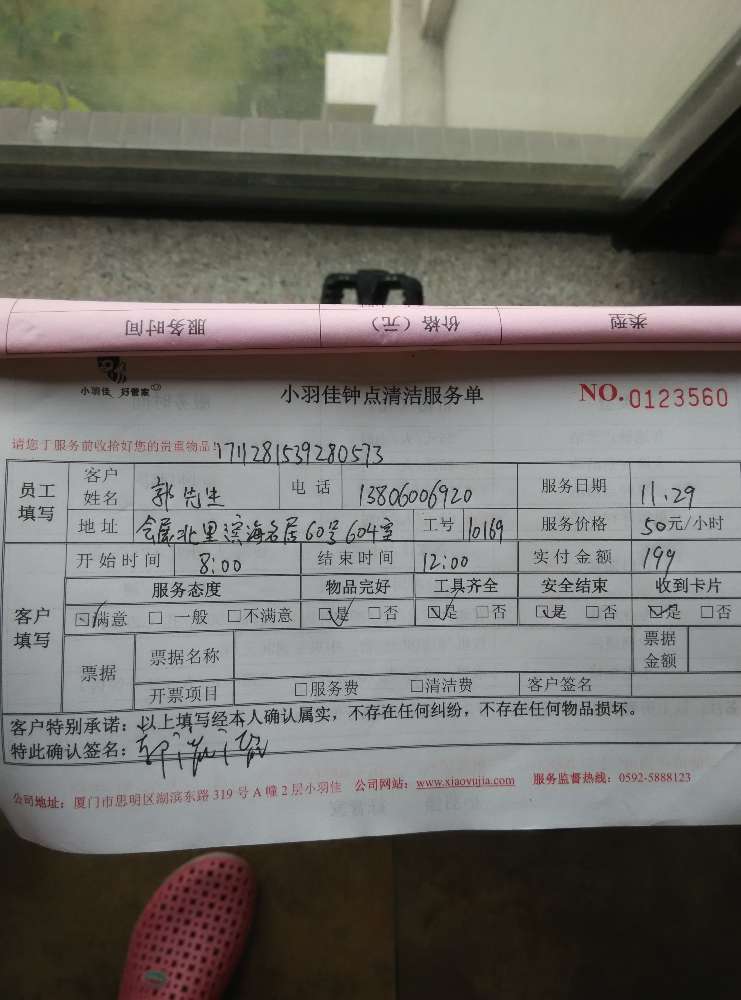 服务时间 价格（元） 类型
小羽佳 好管家
小羽佳钟点清洁服务单
NO. 0123560
请您于服务前收拾好您的贵重物品!
1711281539280573
员工填写 客户姓名 郭先生 电话 13806006920 服务日期 11.29
地址 北里滨海名居60号604室 工号 10169 服务价格 50元/小时
客户填写 开始时间 8:00 结束时间 12:00 实付金额 199
服务态度 物品完好 工具齐全 安全结束 收到卡片
☑满意 □一般 □不满意 ☑是 □否 ☑是 □否 ☑是 □否 ☑是 □否
票据 票据名称 票据金额
开票项目 □服务费 □清洁费 客户签名
客户特别承诺：以上填写经本人确认属实，不存在任何纠纷，不存在任何物品损坏。
特此确认签名：
公司地址：厦门市思明区湖滨东路 319 号 A 幢 2 层小羽佳 公司网站：www.xiaoyujia.com 服务监督热线：0592-5888123